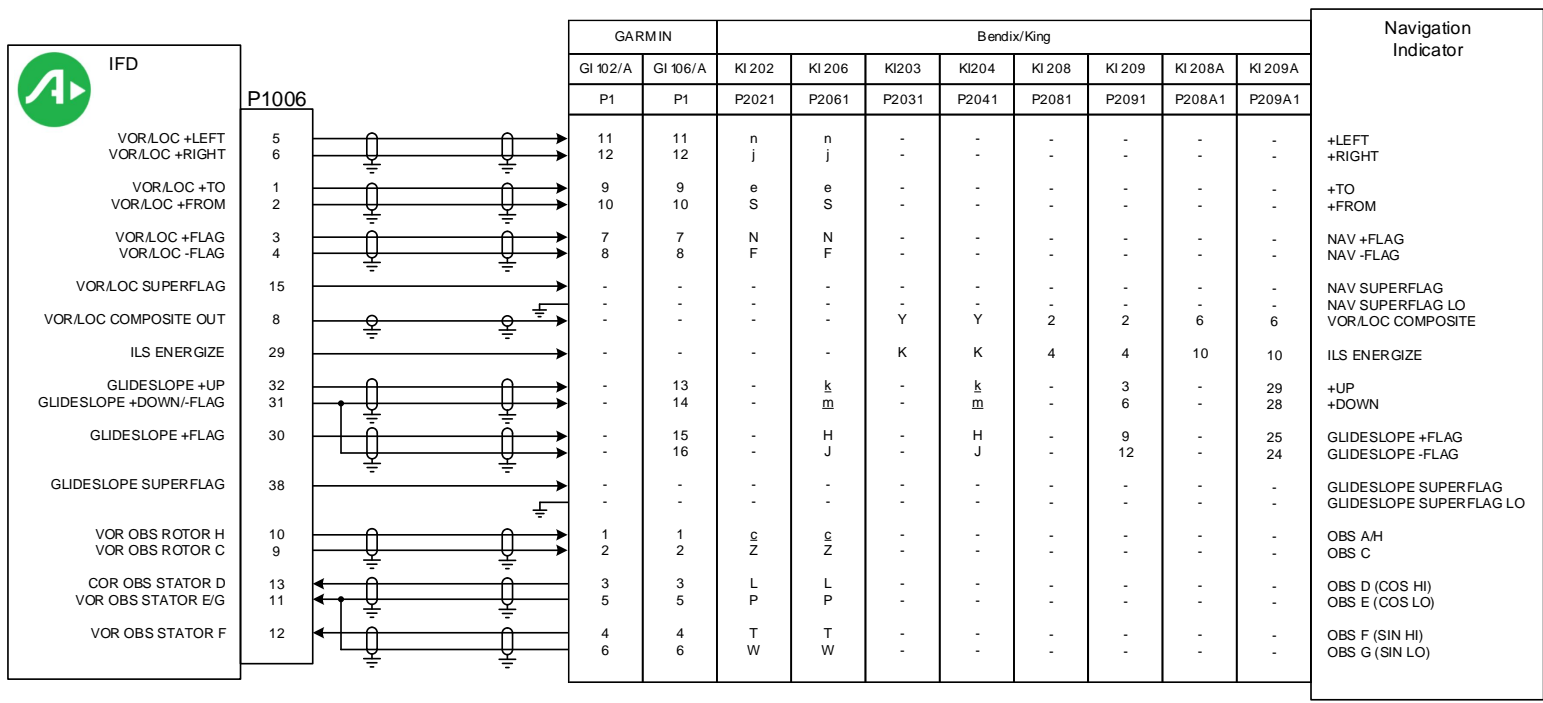 GARMIN Bendix/King Navigation
Indicator
IFD GI 102/A GI 106/A KI 202 KI 206 KI203 KI204 KI 208 KI 209 KI 208A KI 209A
P1006 P1 P1 P2021 P2061 P2031 P2041 P2081 P2091 P208A1 P209A1
VOR/LOC +LEFT 5 11 11 n n - - - - - - +LEFT
VOR/LOC +RIGHT 6 12 12 j j - - - - - - +RIGHT
VOR/LOC +TO 1 9 9 e e - - - - - - +TO
VOR/LOC +FROM 2 10 10 S S - - - - - - +FROM
VOR/LOC +FLAG 3 7 7 N N - - - - - - NAV +FLAG
VOR/LOC -FLAG 4 8 8 F F - - - - - - NAV -FLAG
VOR/LOC SUPERFLAG 15 - - - - - - - - - - NAV SUPERFLAG
- - - - - - - - - - NAV SUPERFLAG LO
VOR/LOC COMPOSITE OUT 8 - - - - Y Y 2 2 6 6 VOR/LOC COMPOSITE
ILS ENERGIZE 29 - - - - K K 4 4 10 10 ILS ENERGIZE
GLIDESLOPE +UP 32 - 13 - k - k - 3 - 29 +UP
GLIDESLOPE +DOWN/-FLAG 31 - 14 - m - m - 6 - 28 +DOWN
GLIDESLOPE +FLAG 30 - 15 - H - H - 9 - 25 GLIDESLOPE +FLAG
- 16 - J - J - 12 - 24 GLIDESLOPE -FLAG
GLIDESLOPE SUPERFLAG 38 - - - - - - - - - - GLIDESLOPE SUPERFLAG
- - - - - - - - - - GLIDESLOPE SUPERFLAG LO
VOR OBS ROTOR H 10 1 1 c c - - - - - - OBS A/H
VOR OBS ROTOR C 9 2 2 Z Z - - - - - - OBS C
COR OBS STATOR D 13 3 3 L L - - - - - - OBS D (COS HI)
VOR OBS STATOR E/G 11 5 5 P P - - - - - - OBS E (COS LO)
VOR OBS STATOR F 12 4 4 T T - - - - - - OBS F (SIN HI)
6 6 W W - - - - - - OBS G (SIN LO)